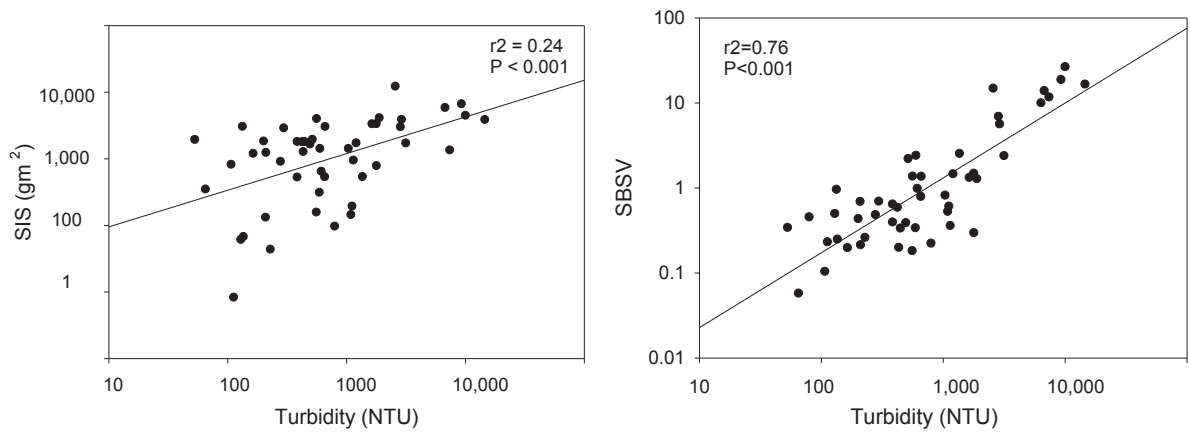 r2 = 0.24
P < 0.001
10,000
1,000
100
1
SIS (gm 2)
10 100 1000 10,000
Turbidity (NTU)
r2=0.76
P<0.001
100
10
1
0.1
0.01
SBSV
10 100 1,000 10,000
Turbidity (NTU)